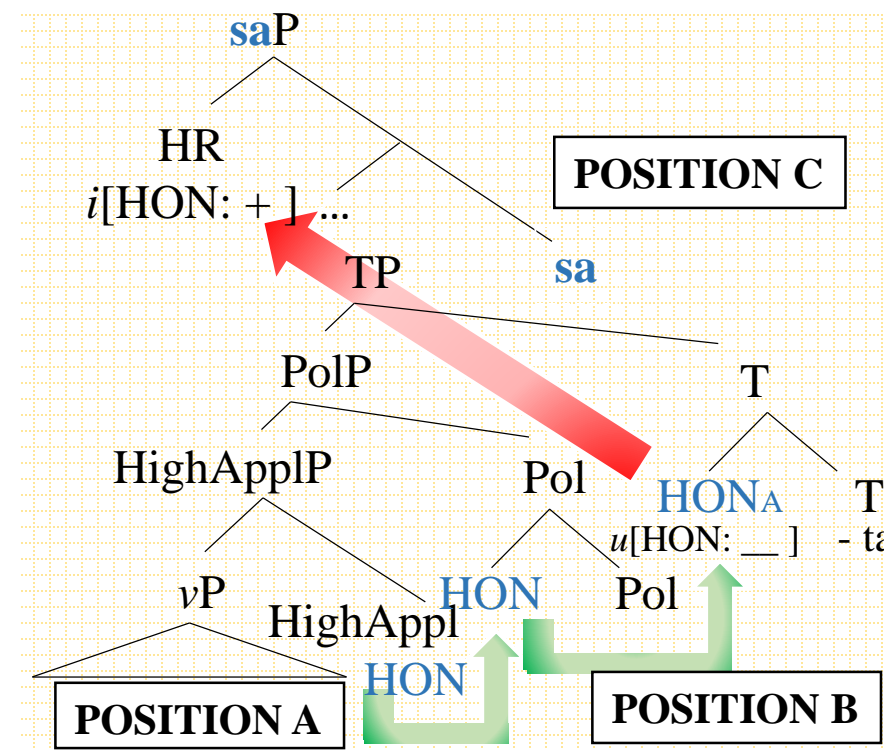 saP
HR
POSITION C
i[HON: + ] ...
sa
TP
PolP
T
HighApplP
Pol
HONA
T
u[HON: __ ]
- ta
vP
HON
Pol
HighAppl
HON
POSITION A
POSITION B